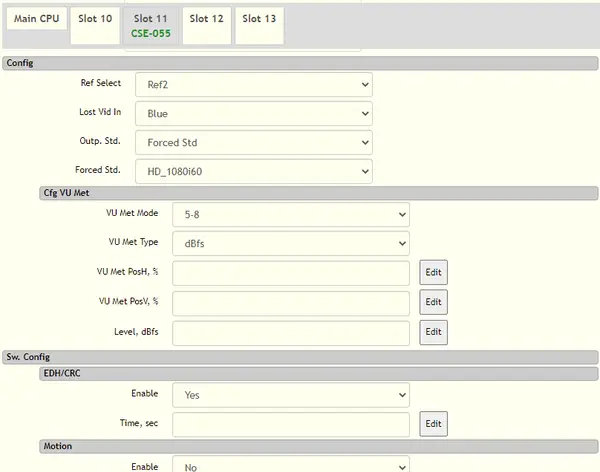 Main CPU Slot 10 Slot 11 Slot 12 Slot 13
CSE-055
Config
Ref Select Ref2
Lost Vid In Blue
Outp. Std. Forced Std
Forced Std. HD_1080i60
Cfg VU Met
VU Met Mode 5-8
VU Met Type dBfs
VU Met PosH, % Edit
VU Met PosV, % Edit
Level, dBfs Edit
Sw. Config
EDH/CRC
Enable Yes
Time, sec Edit
Motion
Enable No